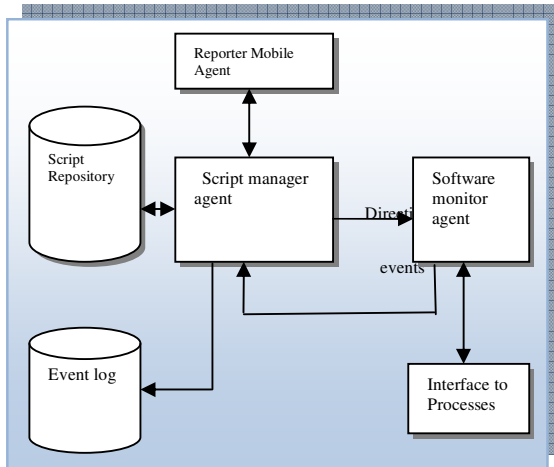 Reporter Mobile
Agent
Script
Repository
Script manager
agent
Software
monitor
agent
events
Event log
Interface to
Processes